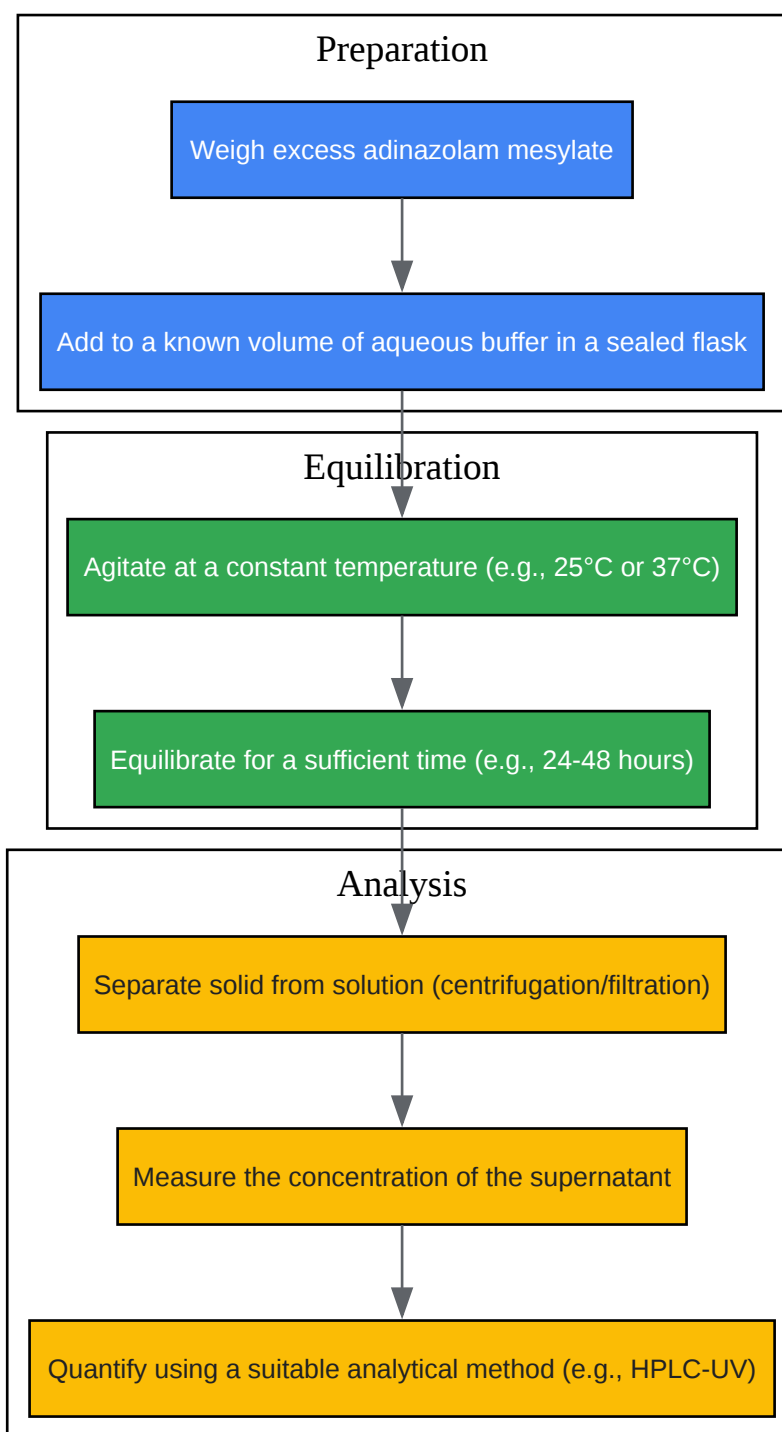 Preparation
Weigh excess adinazolam mesylate
Add to a known volume of aqueous buffer in a sealed flask
Equilibration
Agitate at a constant temperature (e.g., 25°C or 37°C)
Equilibrate for a sufficient time (e.g., 24-48 hours)
Analysis
Separate solid from solution (centrifugation/filtration)
Measure the concentration of the supernatant
Quantify using a suitable analytical method (e.g., HPLC-UV)